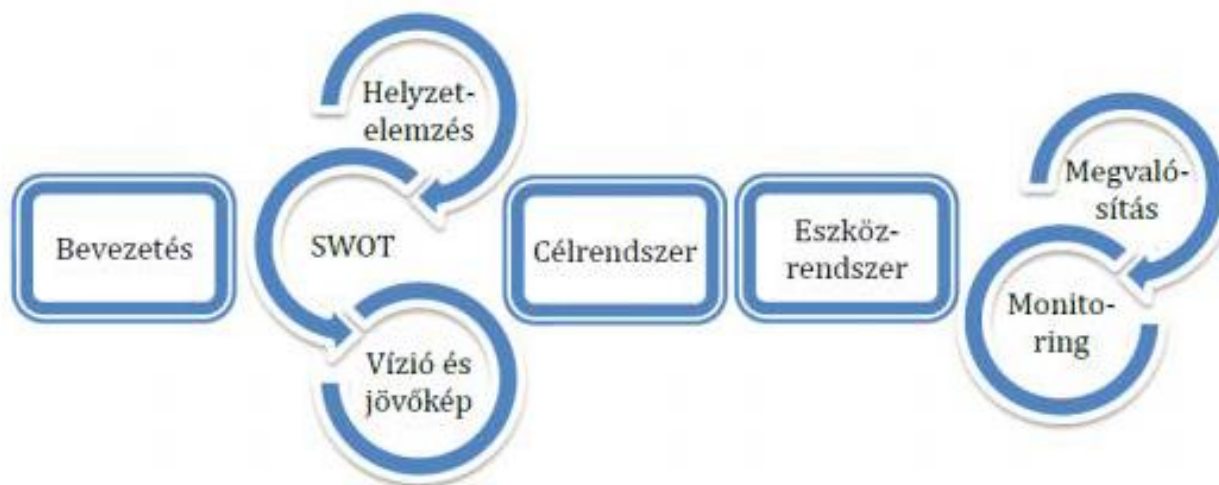 Bevezetés
Helyzet-
elemzés
SWOT
Vízió és
jövőkép
Célrendszer
Eszköz-
rendszer
Megvaló-
sítás
Monito-
ring